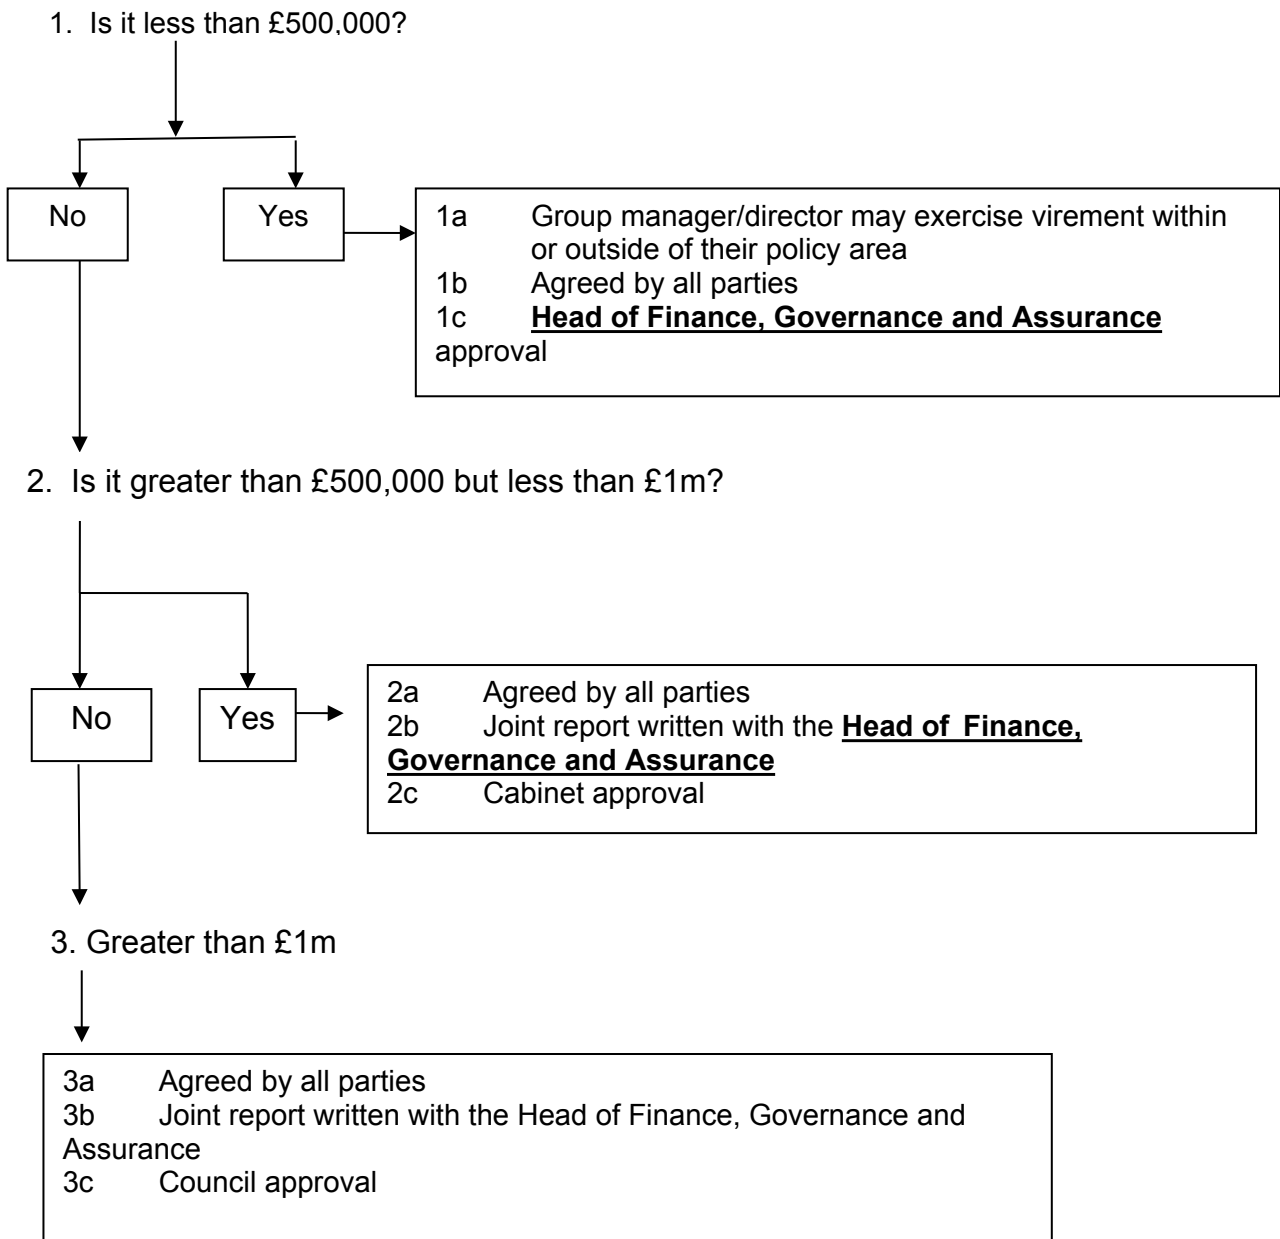 1. Is it less than £500,000?
No
Yes
1a Group manager/director may exercise virement within
or outside of their policy area
1b Agreed by all parties
1c Head of Finance, Governance and Assurance
approval
2. Is it greater than £500,000 but less than £1m?
No
Yes
2a Agreed by all parties
2b Joint report written with the Head of Finance,
Governance and Assurance
2c Cabinet approval
3. Greater than £1m
3a Agreed by all parties
3b Joint report written with the Head of Finance, Governance and
Assurance
3c Council approval